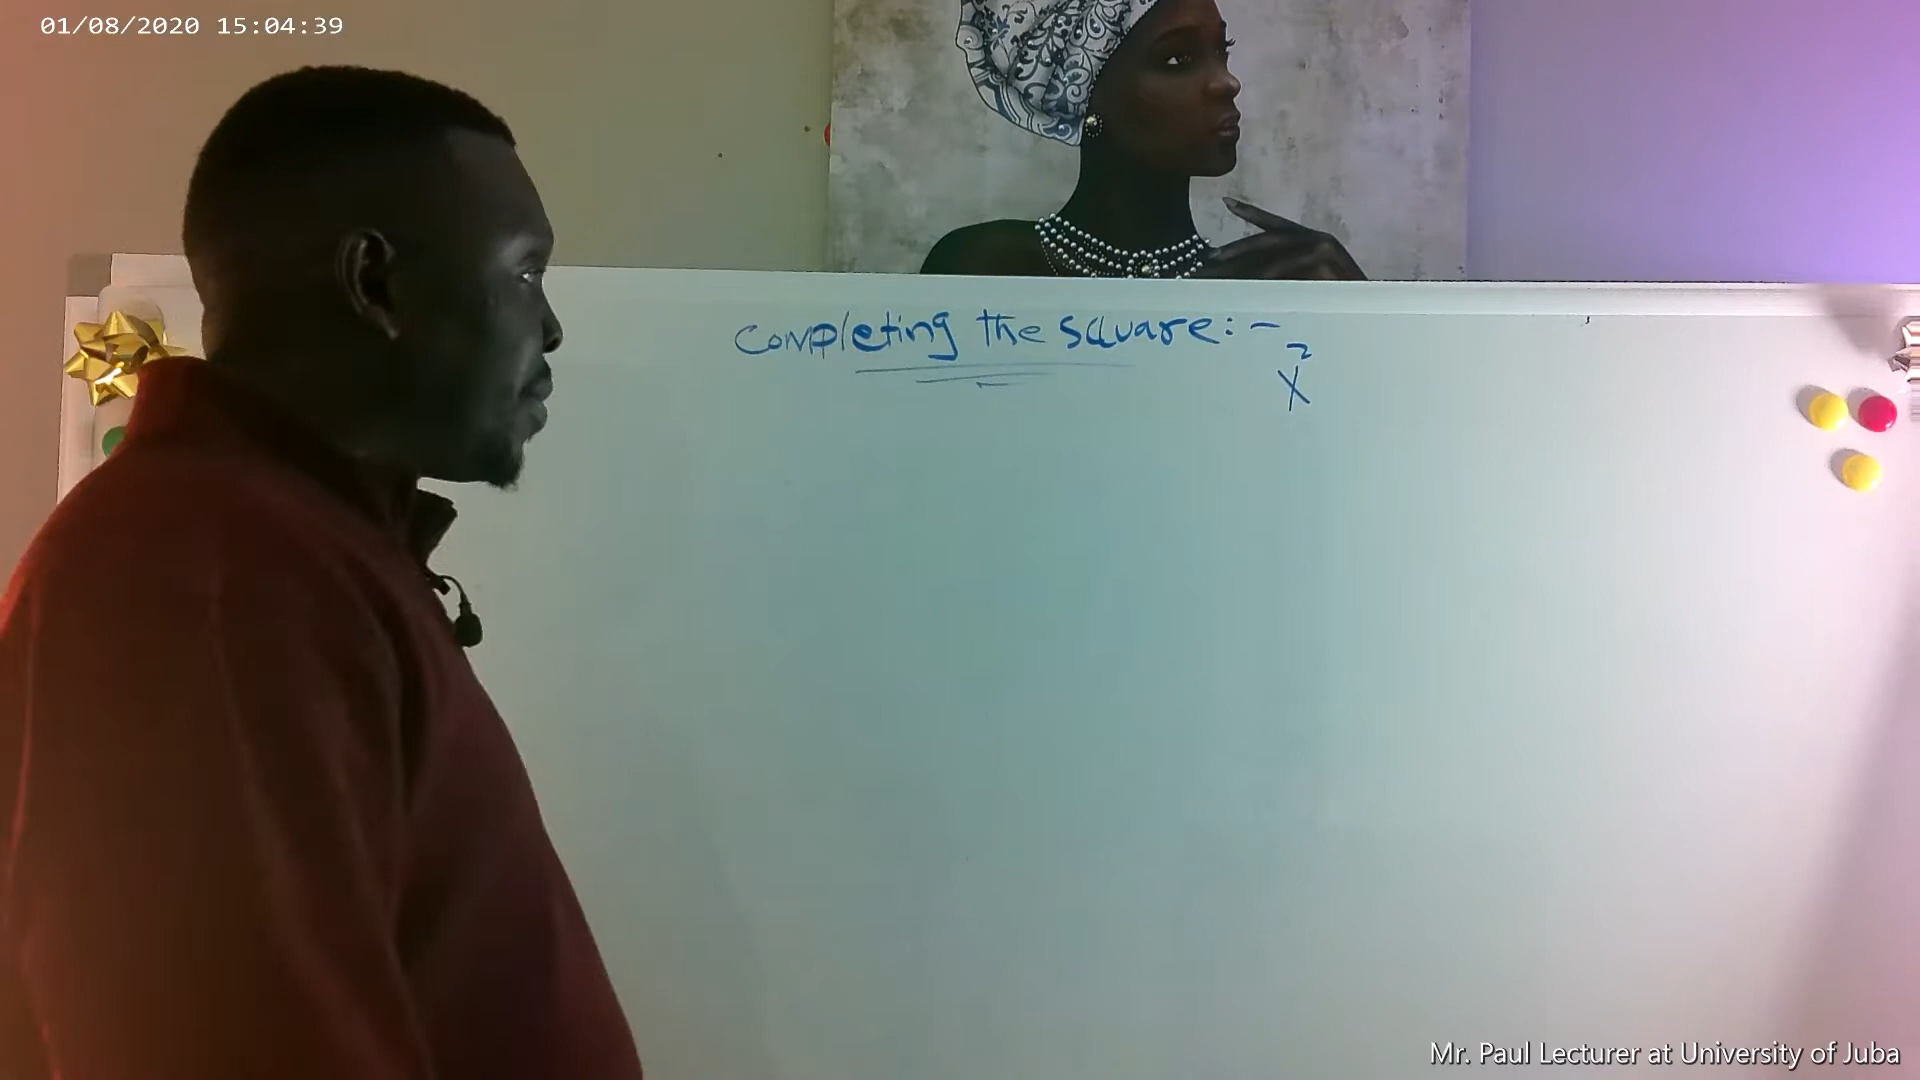 01/08/2020 15:04:39
Completing the square:-
x²
Mr. Paul Lecturer at University of Juba